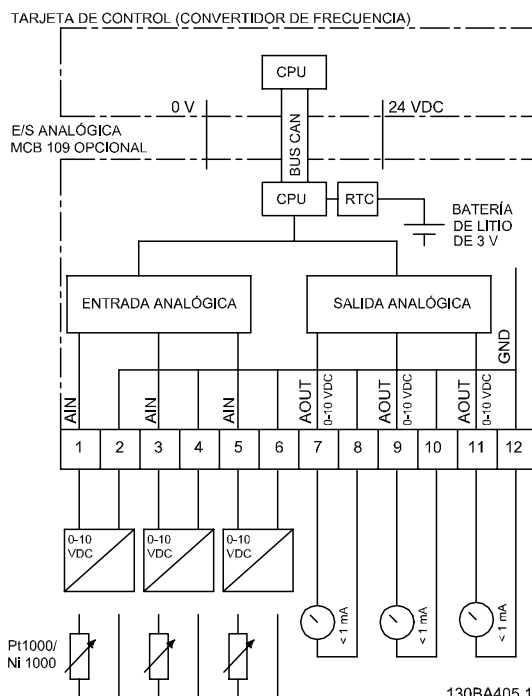 TARJETA DE CONTROL (CONVERTIDOR DE FRECUENCIA)
CPU
0 V
24 VDC
BUS CAN
E/S ANALÓGICA
MCB 109 OPCIONAL
CPU
RTC
BATERÍA
DE LITIO
DE 3 V
ENTRADA ANALÓGICA
SALIDA ANALÓGICA
GND
AIN
AIN
AIN
AOUT
0-10 VDC
AOUT
0-10 VDC
AOUT
0-10 VDC
1
2
3
4
5
6
7
8
9
10
11
12
0-10
VDC
0-10
VDC
0-10
VDC
< 1 mA
< 1 mA
< 1 mA
Pt1000/
Ni 1000
130BA405.1